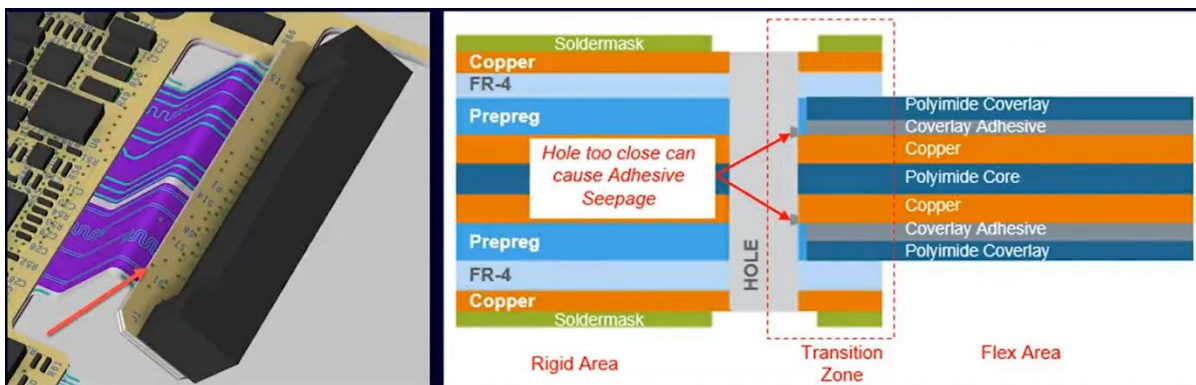 Soldermask
Copper
FR-4
Prepreg
Prepreg
FR-4
Copper
Soldermask
Hole too close can
cause Adhesive
Seepage
HOLE
Polyimide Coverlay
Coverlay Adhesive
Copper
Polyimide Core
Copper
Coverlay Adhesive
Polyimide Coverlay
Rigid Area
Transition
Zone
Flex Area